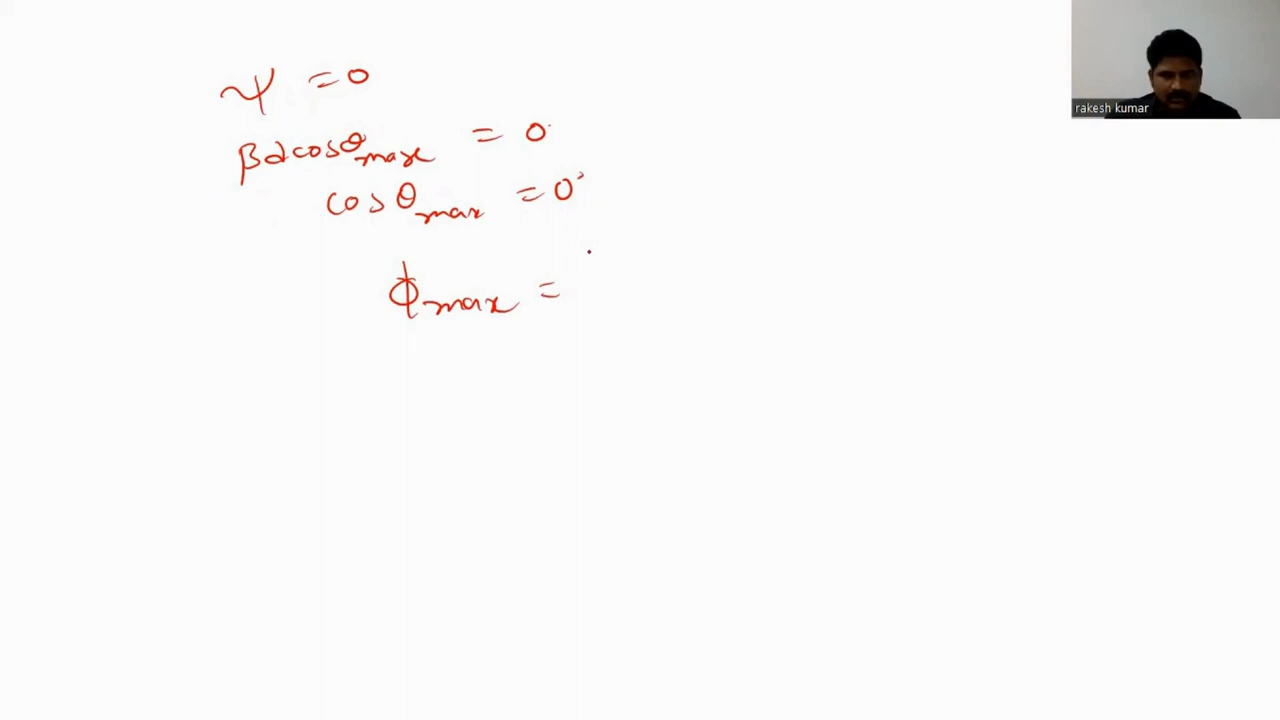 ψ = 0
βd cosθmax = 0
cosθmax = 0
ϕmax =
rakesh kumar